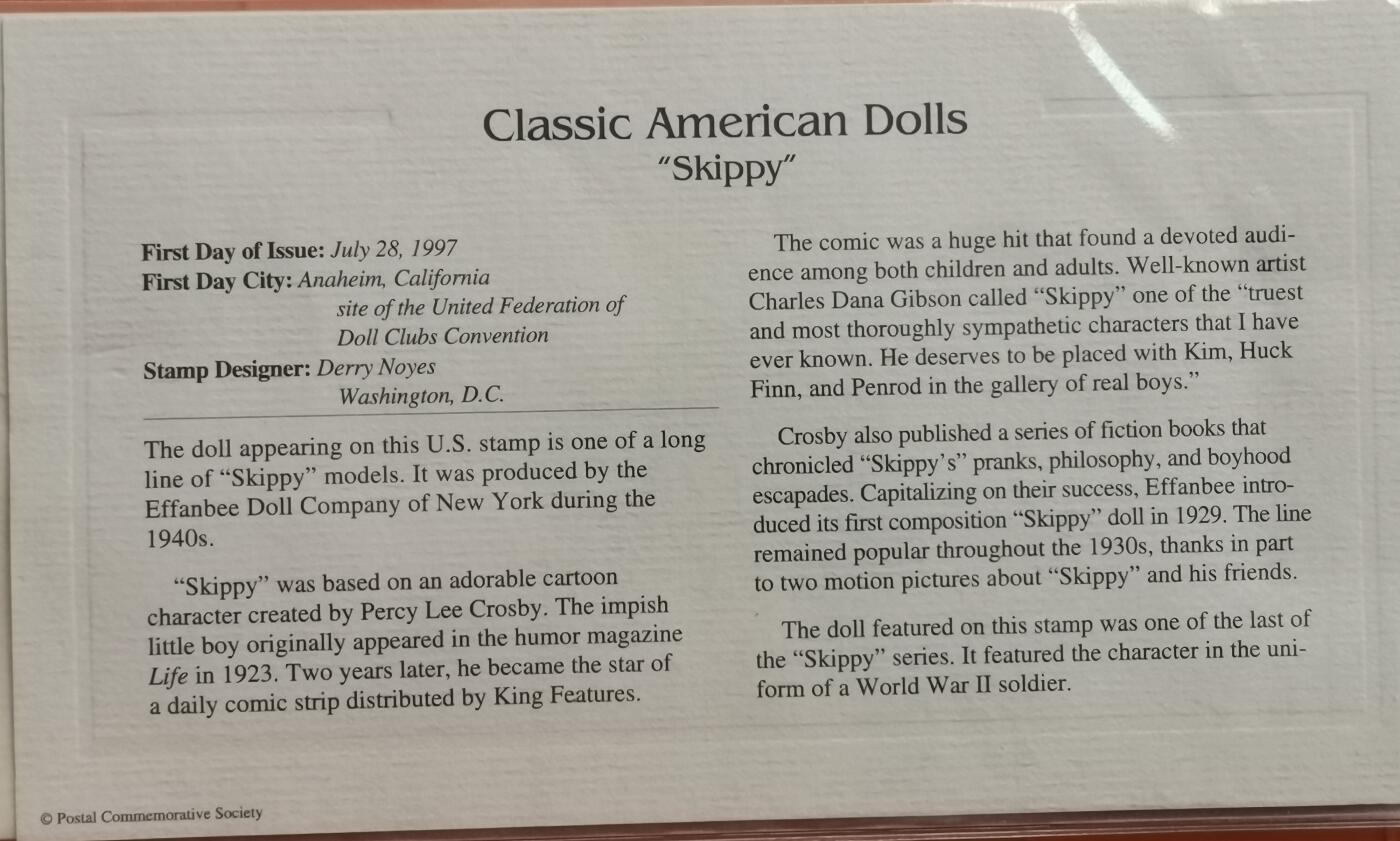 Classic American Dolls
“Skippy”
First Day of Issue: July 28, 1997
First Day City: Anaheim, California
site of the United Federation of
Doll Clubs Convention
Stamp Designer: Derry Noyes
Washington, D.C.
The doll appearing on this U.S. stamp is one of a long
line of “Skippy” models. It was produced by the
Effanbee Doll Company of New York during the
1940s.
“Skippy” was based on an adorable cartoon
character created by Percy Lee Crosby. The impish
little boy originally appeared in the humor magazine
Life in 1923. Two years later, he became the star of
a daily comic strip distributed by King Features.
The comic was a huge hit that found a devoted audi-
ence among both children and adults. Well-known artist
Charles Dana Gibson called “Skippy” one of the “truest
and most thoroughly sympathetic characters that I have
ever known. He deserves to be placed with Kim, Huck
Finn, and Penrod in the gallery of real boys.”
Crosby also published a series of fiction books that
chronicled “Skippy’s” pranks, philosophy, and boyhood
escapades. Capitalizing on their success, Effanbee intro-
duced its first composition “Skippy” doll in 1929. The line
remained popular throughout the 1930s, thanks in part
to two motion pictures about “Skippy” and his friends.
The doll featured on this stamp was one of the last of
the “Skippy” series. It featured the character in the uni-
form of a World War II soldier.
© Postal Commemorative Society